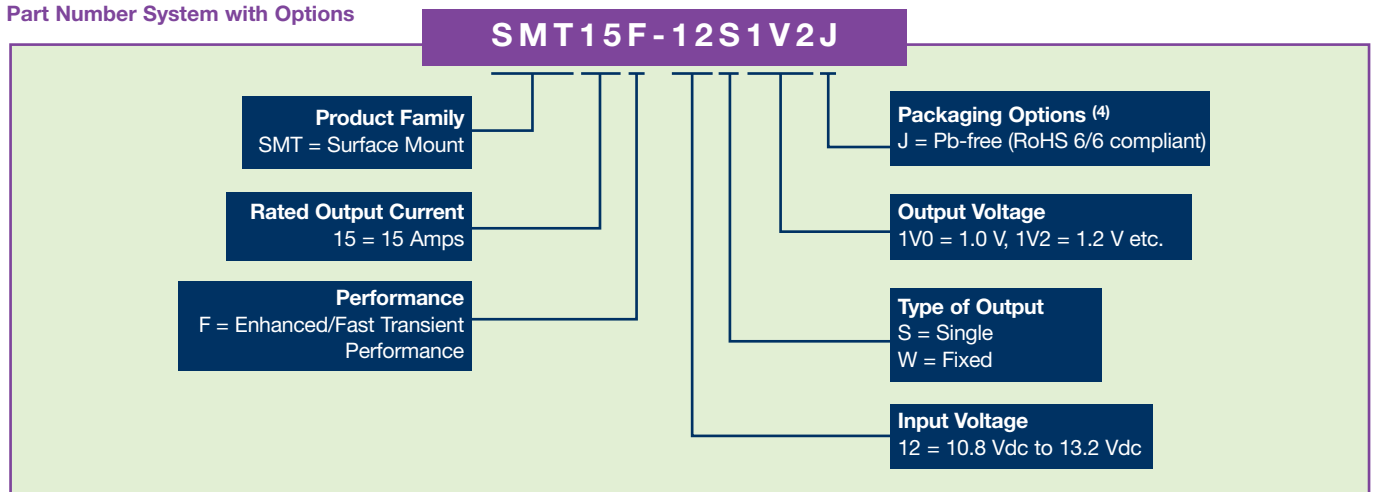 Part Number System with Options
SMT15F-12S1V2J
Product Family
SMT = Surface Mount
Rated Output Current
15 = 15 Amps
Performance
F = Enhanced/Fast Transient
Performance
Packaging Options (4)
J = Pb-free (RoHS 6/6 compliant)
Output Voltage
1V0 = 1.0 V, 1V2 = 1.2 V etc.
Type of Output
S = Single
W = Fixed
Input Voltage
12 = 10.8 Vdc to 13.2 Vdc